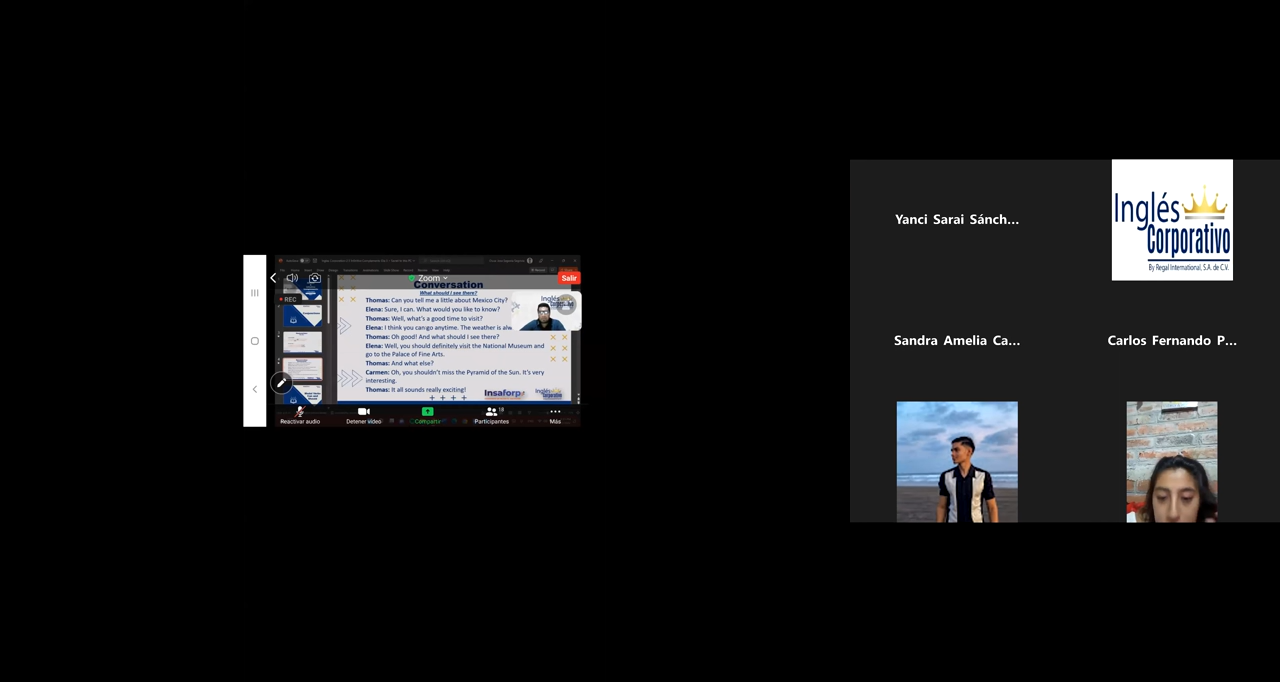 Zoom
Salir
REC
Conversation
What should I see there?
Thomas: Can you tell me a little about Mexico City?
Elena: Sure, I can. What would you like to know?
Thomas: Well, what's a good time to visit?
Elena: I think you can go anytime. The weather is alw
Thomas: Oh good! And what should I see there?
Elena: Well, you should definitely visit the National Museum and
go to the Palace of Fine Arts.
Thomas: And what else?
Carmen: Oh, you shouldn't miss the Pyramid of the Sun. It's very
interesting.
Thomas: It all sounds really exciting!
Insaforp
Reactivar audio
Detener video
Compartir
18
Participantes
Más
Yanci Sarai Sánch...
Inglés
Corporativo
By Regal International, S.A. de C.V.
Sandra Amelia Ca...
Carlos Fernando P...